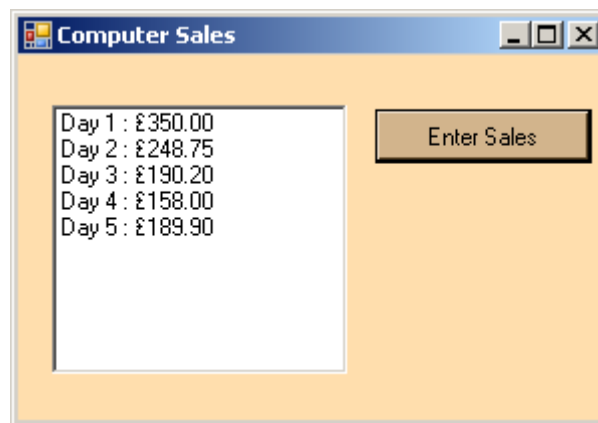 Computer Sales
Day 1 : £350.00
Day 2 : £248.75
Day 3 : £190.20
Day 4 : £158.00
Day 5 : £189.90
Enter Sales